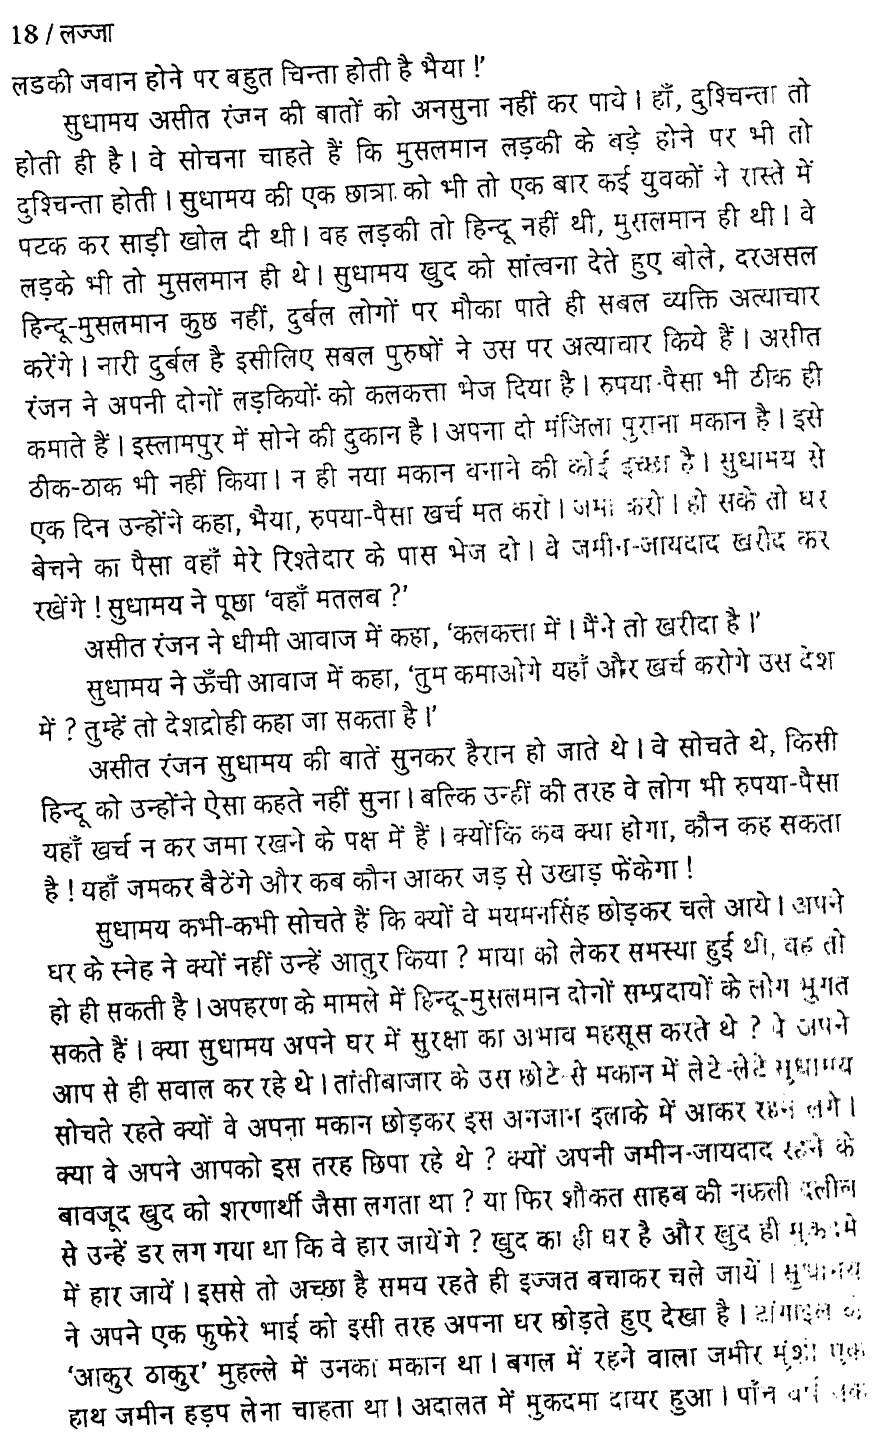 18 / लज्जा
लडकी जवान होने पर बहुत चिन्ता होती है भैया !'
सुधामय असीत रंजन की बातों को अनसुना नहीं कर पाये । हाँ, दुश्चिन्ता तो
होती ही है । वे सोचना चाहते हैं कि मुसलमान लड़की के बड़े होने पर भी तो
दुश्चिन्ता होती । सुधामय की एक छात्रा को भी तो एक बार कई युवकों ने रास्ते में
पटक कर साड़ी खोल दी थी । वह लड़की तो हिन्दू नहीं थी, मुसलमान ही थी । वे
लड़के भी तो मुसलमान ही थे । सुधामय खुद को सांत्वना देते हुए बोले, दरअसल
हिन्दू-मुसलमान कुछ नहीं, दुर्बल लोगों पर मौका पाते ही सबल व्यक्ति अत्याचार
करेंगे । नारी दुर्बल है इसीलिए सबल पुरुषों ने उस पर अत्याचार किये हैं । असीत
रंजन ने अपनी दोनों लड़कियों को कलकत्ता भेज दिया है । रुपया-पैसा भी ठीक ही
कमाते हैं । इस्लामपुर में सोने की दुकान है । अपना दो मंजिला पुराना मकान है । इसे
ठीक-ठाक भी नहीं किया । न ही नया मकान बनाने की कोई इच्छा है । सुधामय से
एक दिन उन्होंने कहा, भैया, रुपया-पैसा खर्च मत करो । जमा करो । हो सके तो घर
बेचने का पैसा वहाँ मेरे रिश्तेदार के पास भेज दो । वे जमीन-जायदाद खरीद कर
रखेंगे ! सुधामय ने पूछा 'वहाँ मतलब ?'
असीत रंजन ने धीमी आवाज में कहा, 'कलकत्ता में । मैंने तो खरीदा है ।'
सुधामय ने ऊँची आवाज में कहा, 'तुम कमाओगे यहाँ और खर्च करोगे उस देश
में ? तुम्हें तो देशद्रोही कहा जा सकता है ।'
असीत रंजन सुधामय की बातें सुनकर हैरान हो जाते थे । वे सोचते थे, किसी
हिन्दू को उन्होंने ऐसा कहते नहीं सुना । बल्कि उन्हीं की तरह वे लोग भी रुपया-पैसा
यहाँ खर्च न कर जमा रखने के पक्ष में हैं । क्योंकि कब क्या होगा, कौन कह सकता
है ! यहाँ जमकर बैठेंगे और कब कौन आकर जड़ से उखाड़ फेंकेगा !
सुधामय कभी-कभी सोचते हैं कि क्यों वे मयमनसिंह छोड़कर चले आये । अपने
घर के स्नेह ने क्यों नहीं उन्हें आतुर किया ? माया को लेकर समस्या हुई थी, वह तो
हो ही सकती है । अपहरण के मामले में हिन्दू-मुसलमान दोनों सम्प्रदायों के लोग भुगत
सकते हैं । क्या सुधामय अपने घर में सुरक्षा का अभाव महसूस करते थे ? वे अपने
आप से ही सवाल कर रहे थे । तांतीबाजार के उस छोटे से मकान में लेटे-लेटे सुधामय
सोचते रहते क्यों वे अपना मकान छोड़कर इस अनजान इलाके में आकर रहने लगे ।
क्या वे अपने आपको इस तरह छिपा रहे थे ? क्यों अपनी जमीन-जायदाद रहने के
बावजूद खुद को शरणार्थी जैसा लगता था ? या फिर शौकत साहब की नकली दलील
से उन्हें डर लग गया था कि वे हार जायेंगे ? खुद का ही घर है और खुद ही मुकदमे
में हार जायें । इससे तो अच्छा है समय रहते ही इज्जत बचाकर चले जायें । सुधामय
ने अपने एक फुफेरे भाई को इसी तरह अपना घर छोड़ते हुए देखा है । टांगाइल के
'आकुर ठाकुर' मुहल्ले में उनका मकान था । बगल में रहने वाला जमीर मुंशी एक
हाथ जमीन हड़प लेना चाहता था । अदालत में मुकदमा दायर हुआ । पाँच वर्ष तक